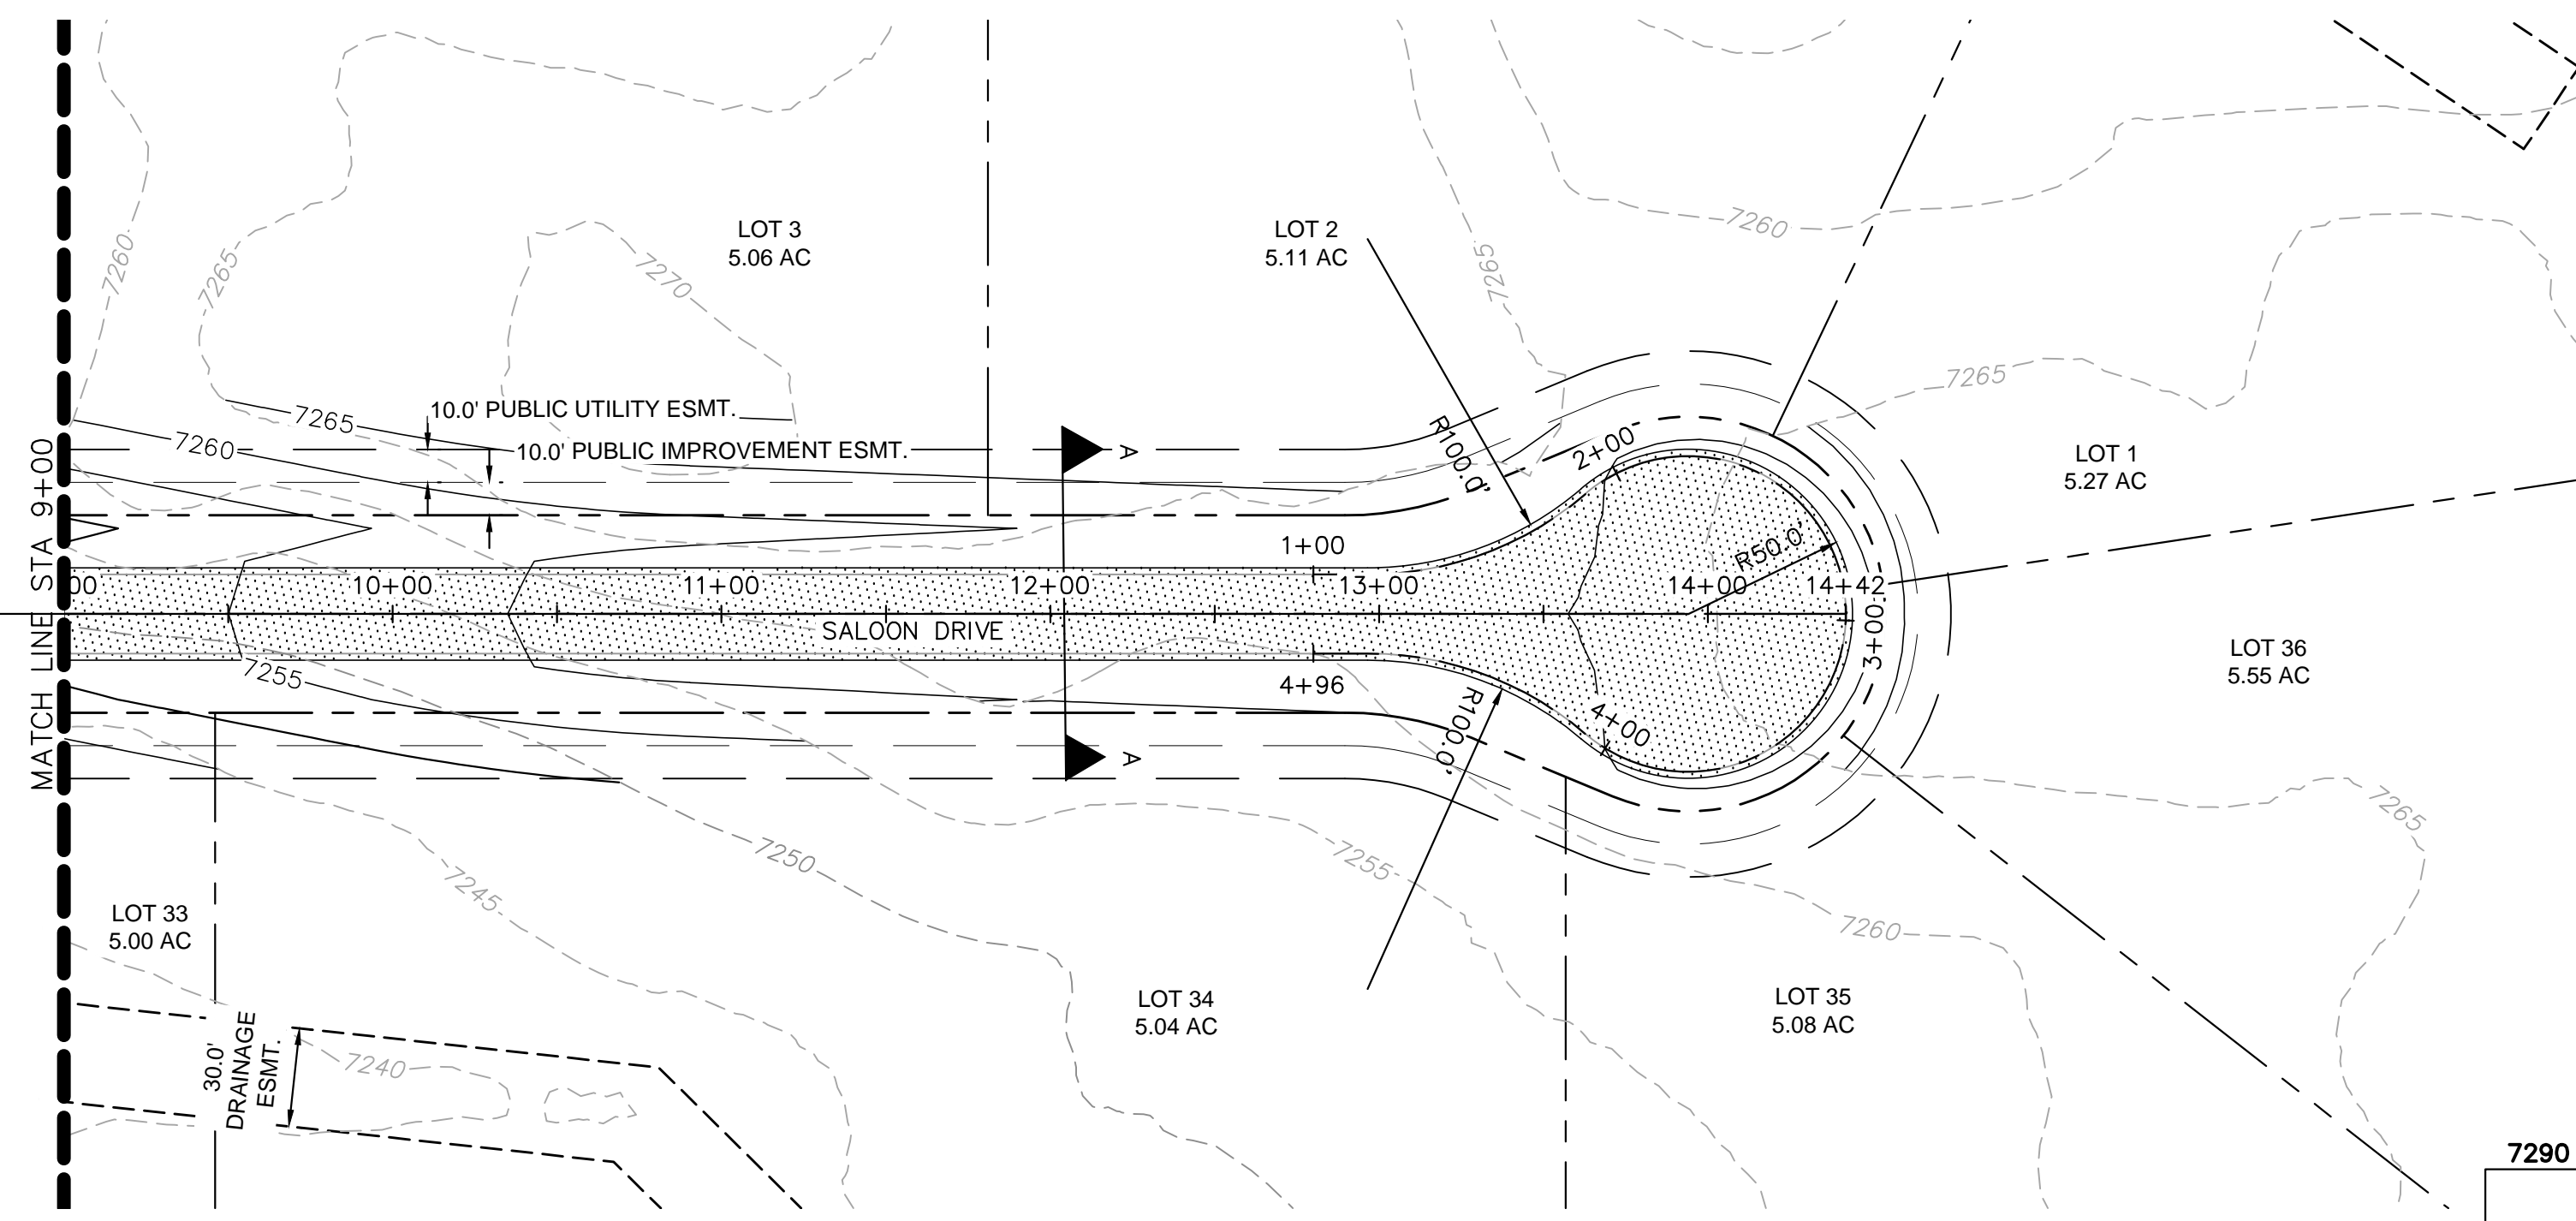 LOT 3
5.06 AC
LOT 2
5.11 AC
7260
7265
7270
7265
7260
7265
LOT 1
5.27 AC
7265
7260
10.0' PUBLIC UTILITY ESMT.
10.0' PUBLIC IMPROVEMENT ESMT.
A
R100.0'
2+00
1+00
R50.0'
MATCH LINE STA 9+00
00
10+00
11+00
12+00
13+00
14+00
14+42
3+00
SALOON DRIVE
4+96
4+00
R100.0'
7255
A
LOT 36
5.55 AC
7265
7250
7255
7245
7260
LOT 33
5.00 AC
LOT 34
5.04 AC
LOT 35
5.08 AC
30.0'
DRAINAGE
ESMT.
7240
7290